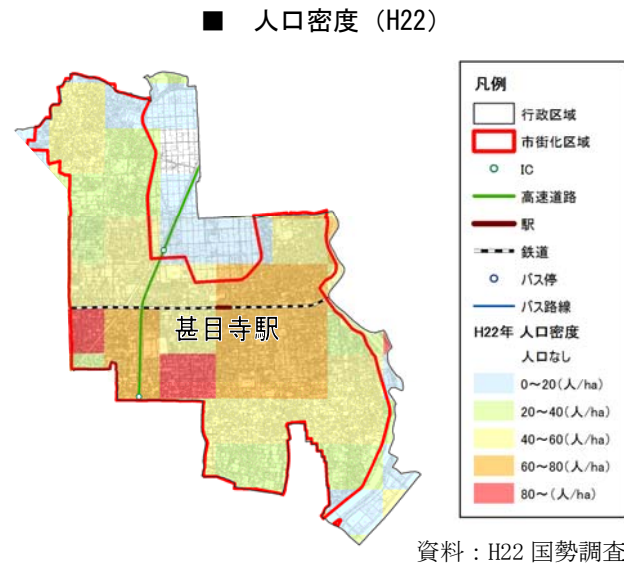 ■ 人口密度（H22）
凡例
行政区域
市街化区域
IC
高速道路
駅
鉄道
バス停
バス路線
H22年 人口密度
人口なし
0～20(人/ha)
20～40(人/ha)
40～60(人/ha)
60～80(人/ha)
80～(人/ha)
甚目寺駅
資料：H22 国勢調査